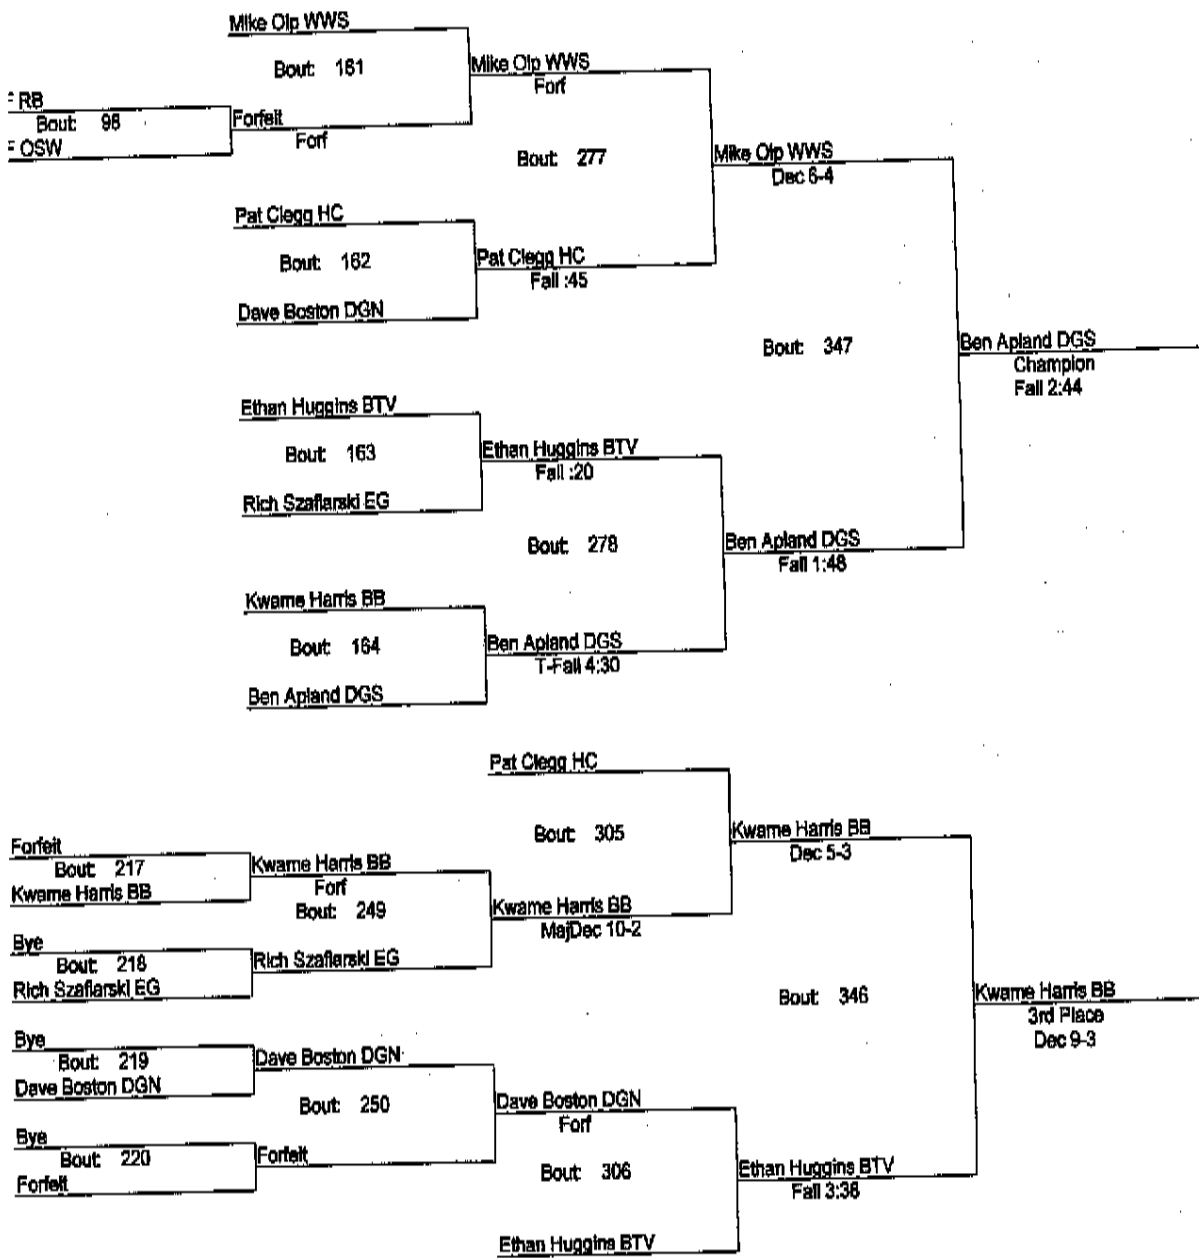 Mike Olp WWS
Bout: 161
Mike Olp WWS
Forf
F RB
Bout: 98
Forfeit
F OSW
Forf
Bout: 277
Mike Olp WWS
Dec 6-4
Pat Clegg HC
Bout: 162
Pat Clegg HC
Fall :45
Dave Boston DGN
Bout: 347
Ben Apland DGS
Champion
Fall 2:44
Ethan Huggins BTV
Bout: 163
Ethan Huggins BTV
Fall :20
Rich Szaflarski EG
Bout: 278
Ben Apland DGS
Fall 1:48
Kwame Harris BB
Bout: 164
Ben Apland DGS
T-Fall 4:30
Ben Apland DGS
Pat Clegg HC
Bout: 305
Kwame Harris BB
Dec 5-3
Forfeit
Bout: 217
Kwame Harris BB
Forf
Kwame Harris BB
Bout: 249
Kwame Harris BB
MajDec 10-2
Bye
Bout: 218
Rich Szaflarski EG
Rich Szaflarski EG
Bout: 346
Kwame Harris BB
3rd Place
Dec 9-3
Bye
Bout: 219
Dave Boston DGN
Dave Boston DGN
Bout: 250
Dave Boston DGN
Forf
Bye
Bout: 220
Forfeit
Forfeit
Bout: 306
Ethan Huggins BTV
Fall 3:38
Ethan Huggins BTV